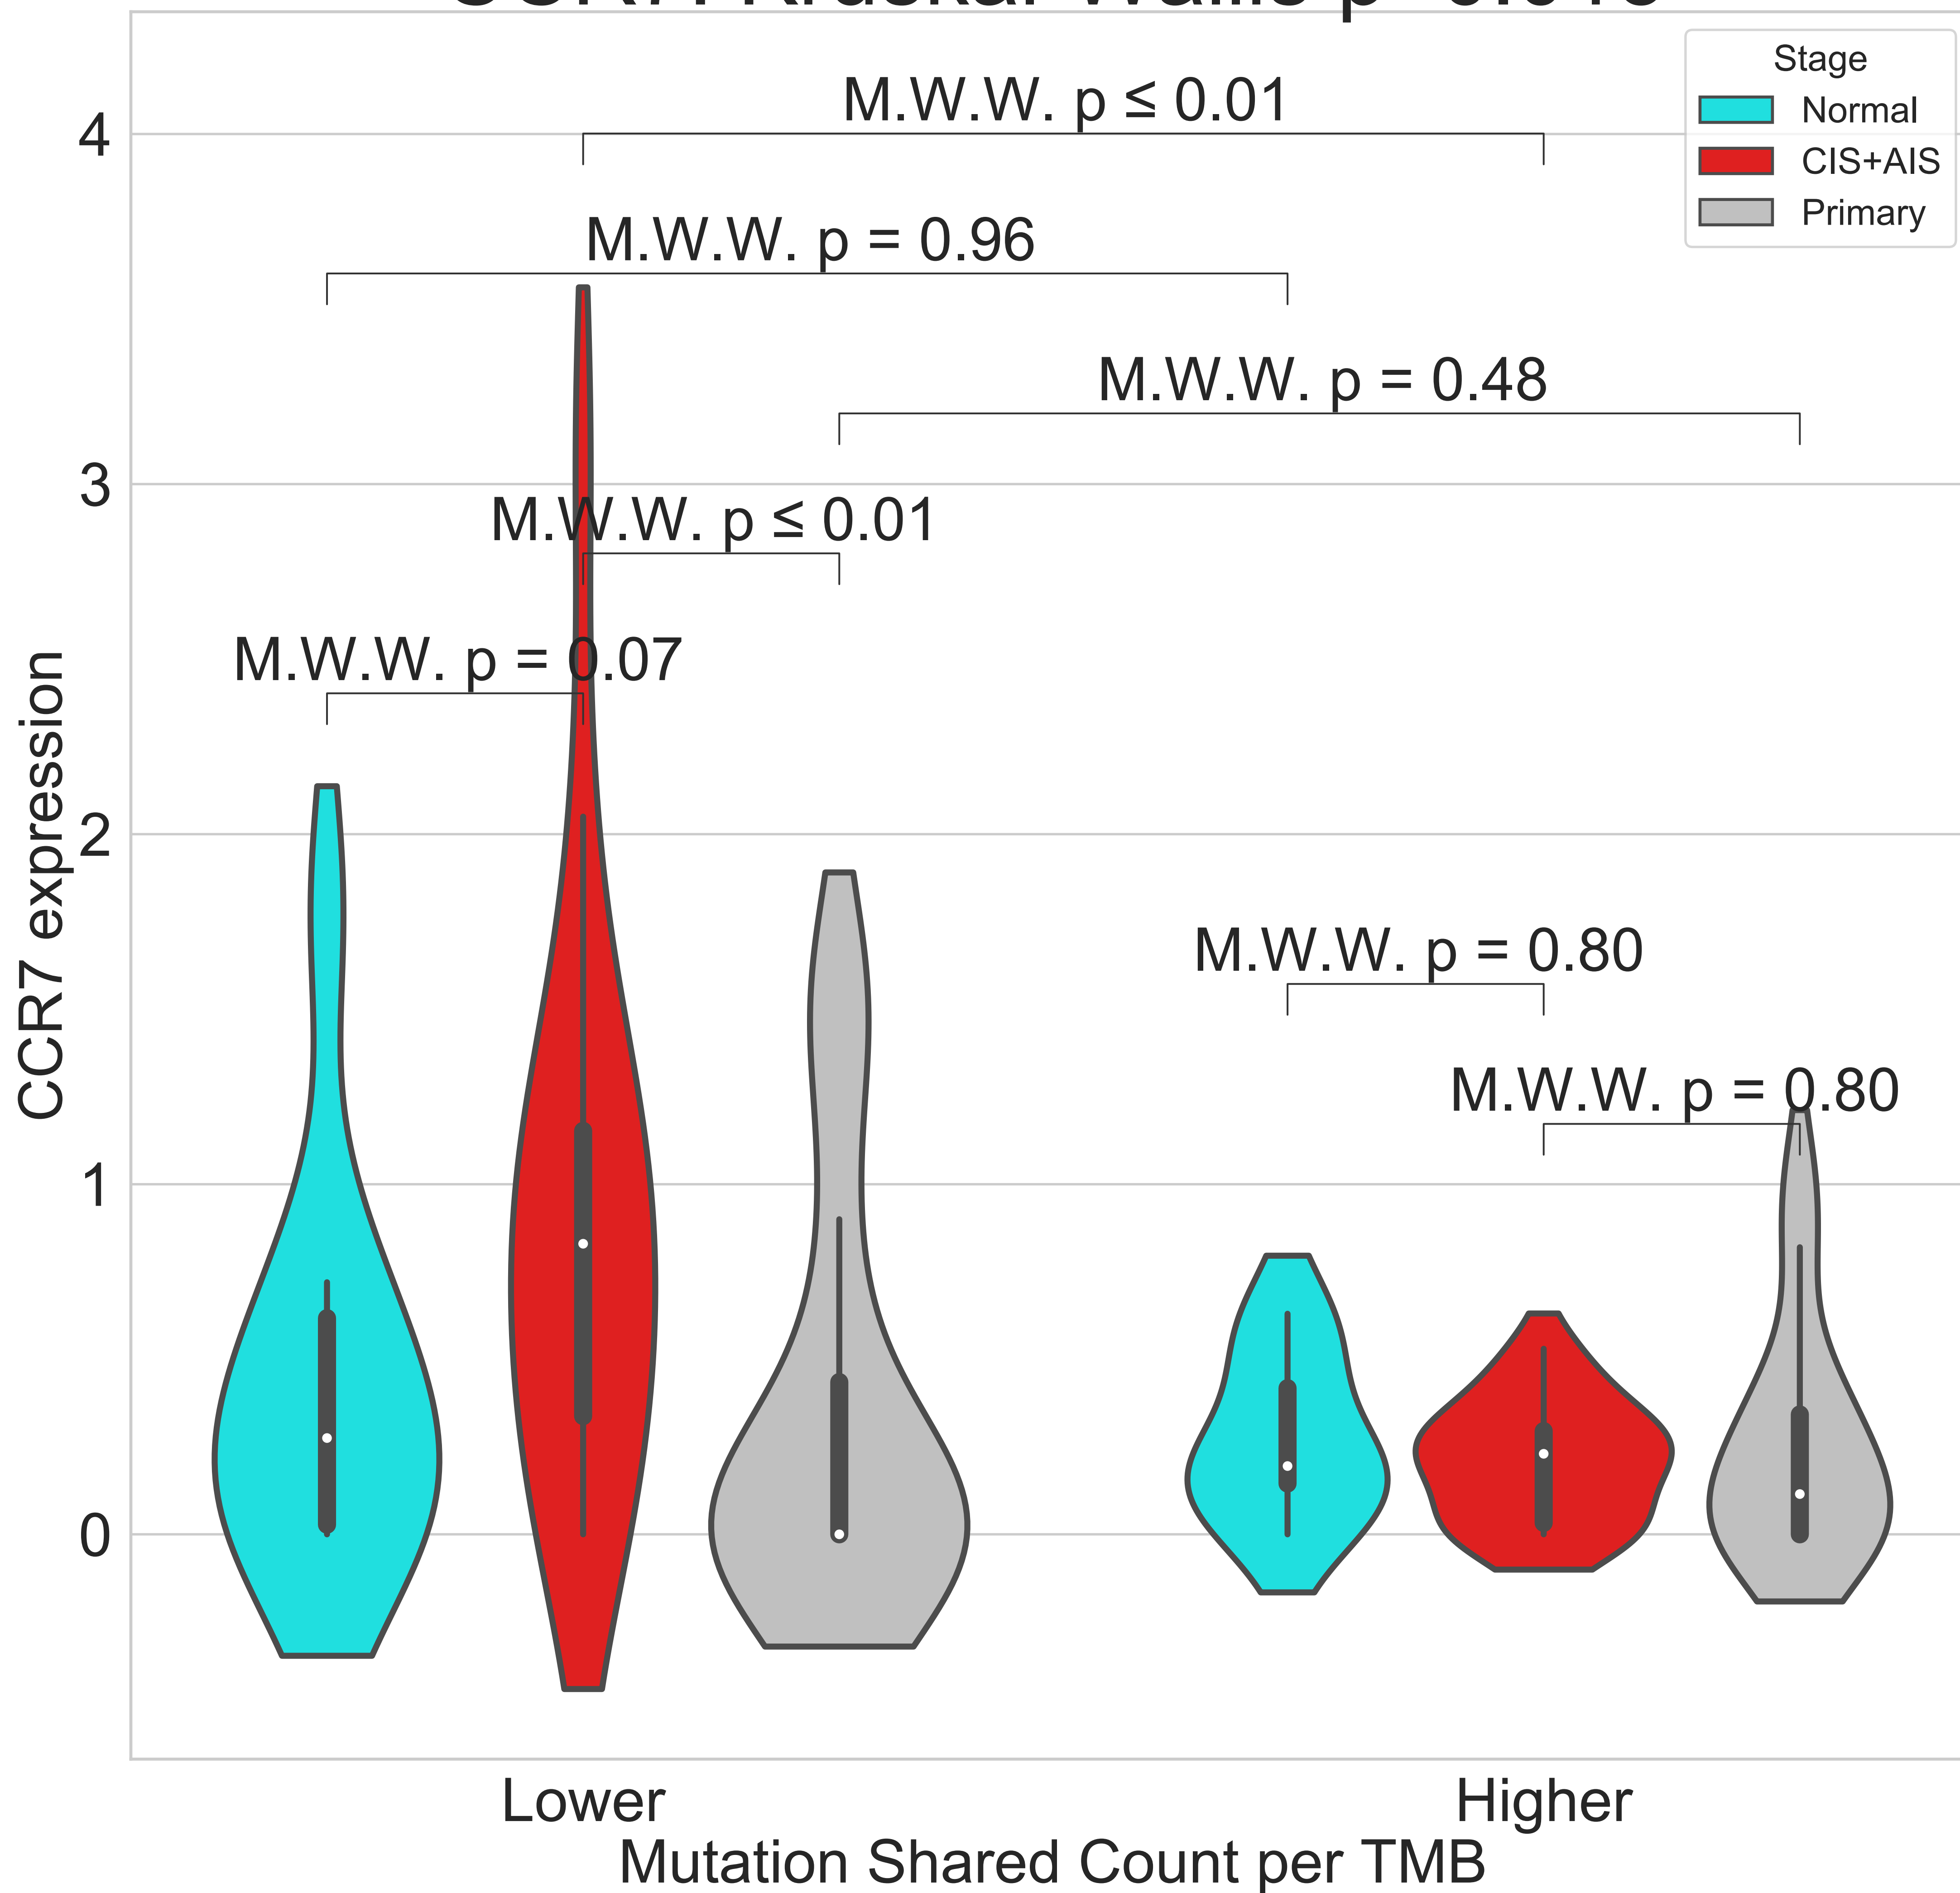 Stage
Normal
CIS+AIS
Primary
M.W.W. p ≤ 0.01
M.W.W. p = 0.96
M.W.W. p = 0.48
M.W.W. p ≤ 0.01
M.W.W. p = 0.07
M.W.W. p = 0.80
M.W.W. p = 0.80
CCR7 expression
4
3
2
1
0
Lower
Higher
Mutation Shared Count per TMB